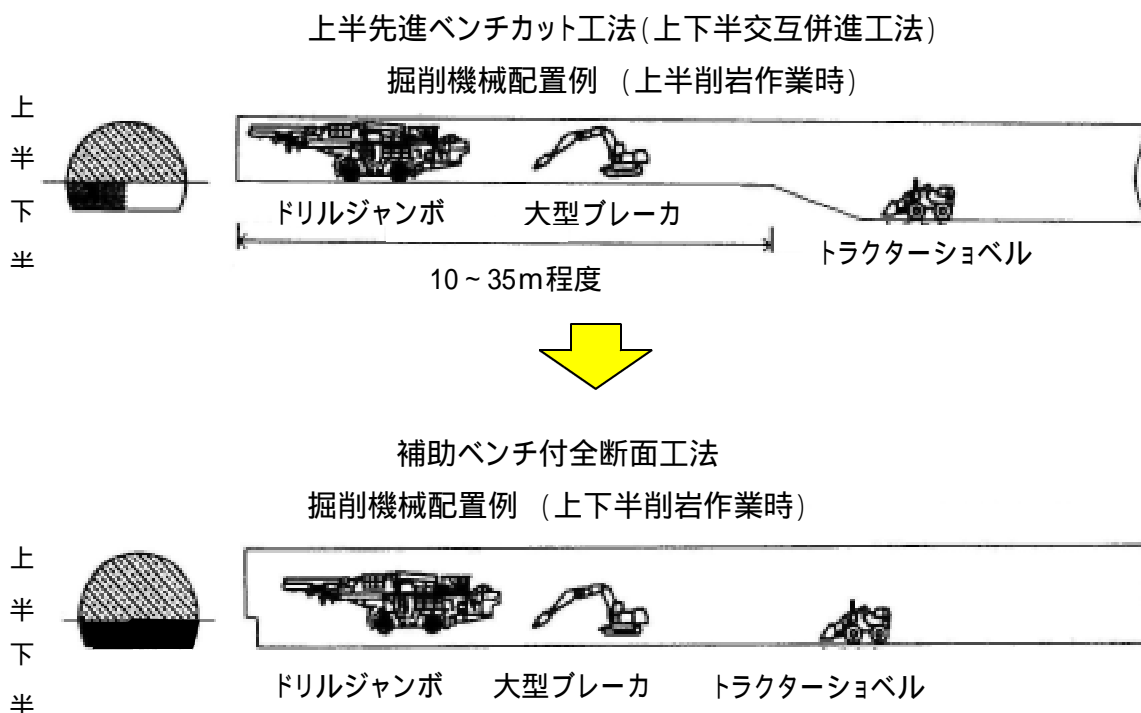 上半先進ベンチカット工法(上下半交互併進工法)
掘削機械配置例 (上半削岩作業時)
上半
下半
ドリルジャンボ 大型ブレーカ
トラクターショベル
10~35m程度
補助ベンチ付全断面工法
掘削機械配置例 (上下半削岩作業時)
上半
下半
ドリルジャンボ 大型ブレーカ トラクターショベル